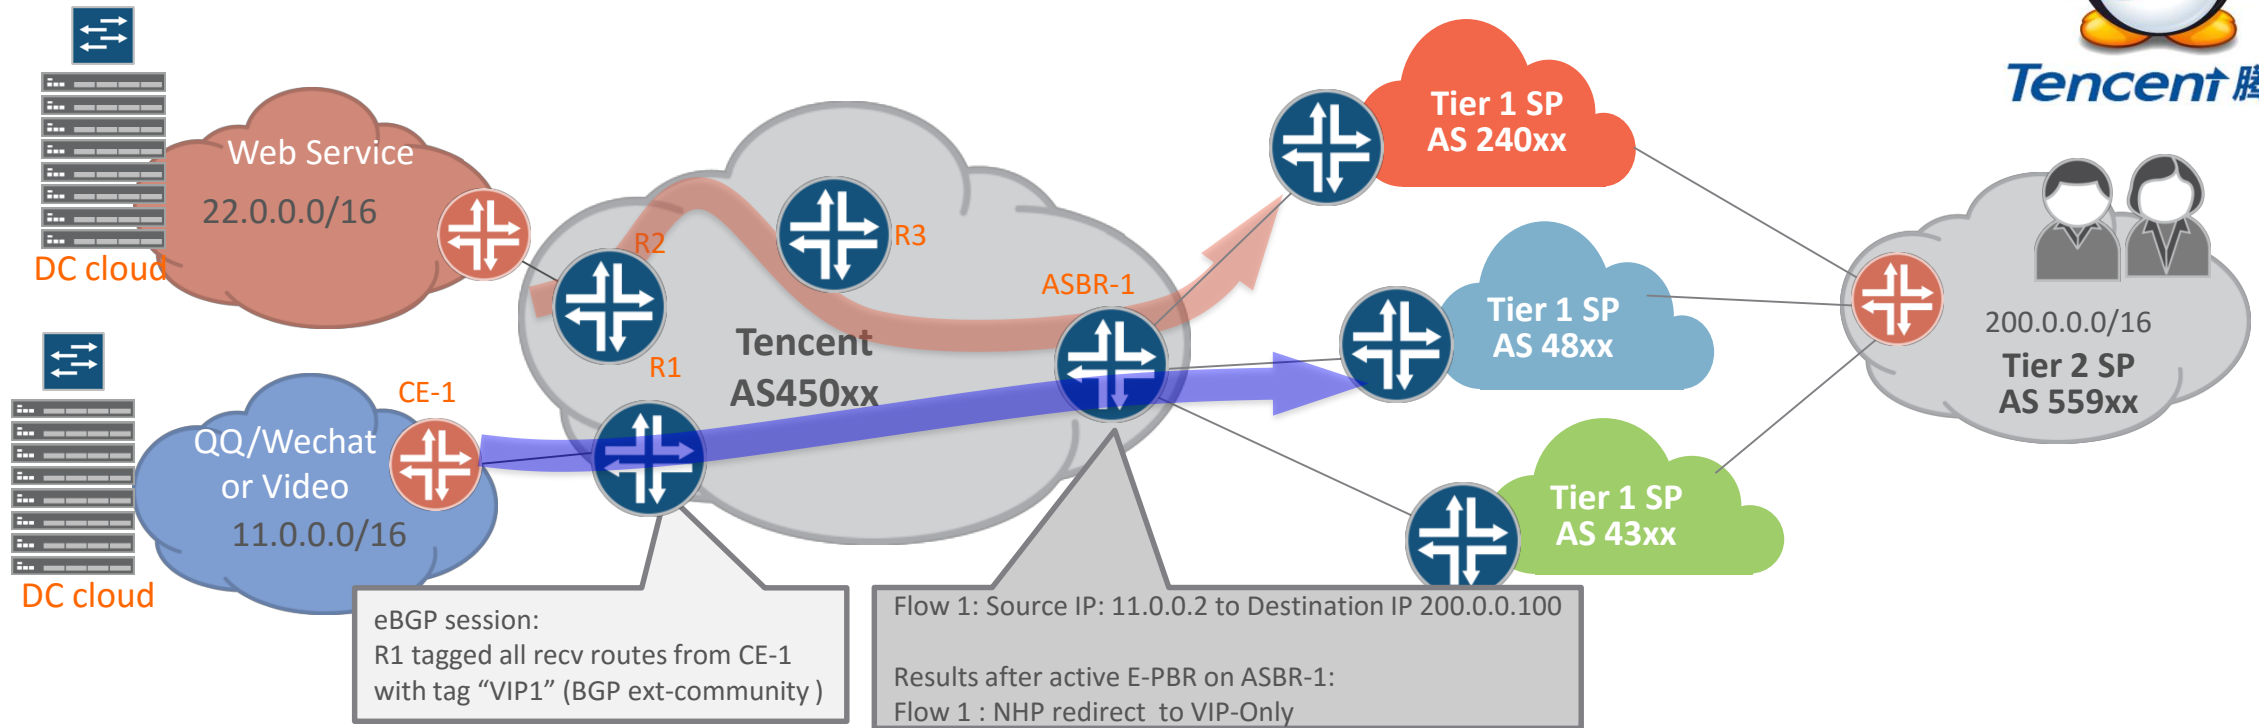 Tencent 腾
Web Service
22.0.0.0/16
DC cloud
R2
R3
R1
ASBR-1
Tencent
AS450xx
Tier 1 SP
AS 240xx
Tier 1 SP
AS 48xx
Tier 1 SP
AS 43xx
200.0.0.0/16
Tier 2 SP
AS 559xx
CE-1
QQ/Wechat
or Video
11.0.0.0/16
DC cloud
eBGP session:
R1 tagged all recv routes from CE-1
with tag “VIP1” (BGP ext-community )
Flow 1: Source IP: 11.0.0.2 to Destination IP 200.0.0.100
Results after active E-PBR on ASBR-1:
Flow 1 : NHP redirect to VIP-Only